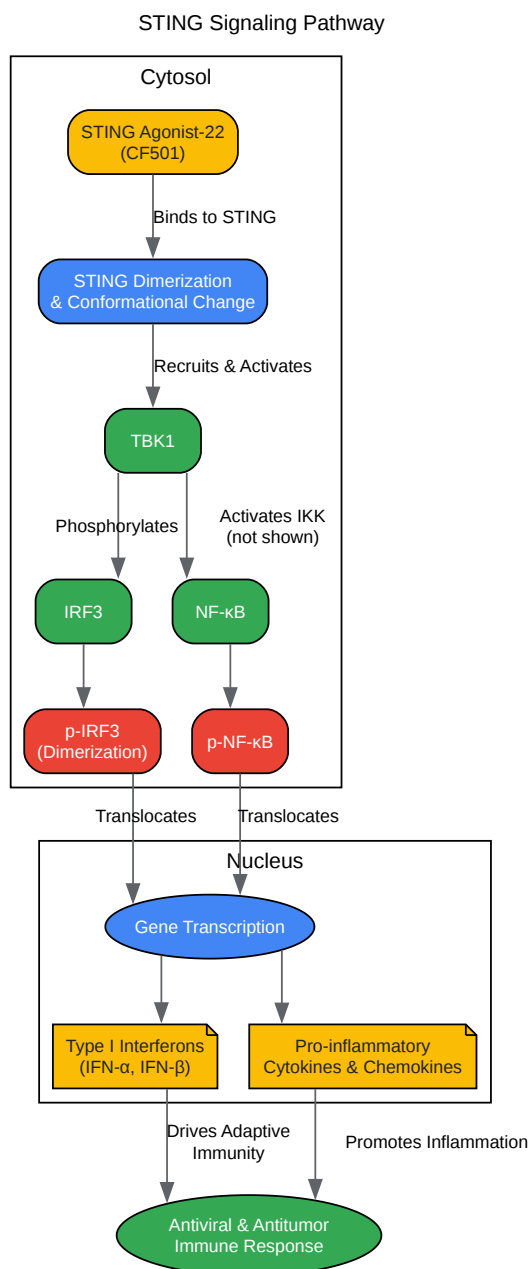 STING Signaling Pathway
Cytosol
STING Agonist-22
(CF501)
Binds to STING
STING Dimerization
& Conformational Change
Recruits & Activates
TBK1
Phosphorylates
Activates IKK
(not shown)
IRF3
NF-κB
p-IRF3
(Dimerization)
p-NF-κB
Translocates
Translocates
Nucleus
Gene Transcription
Type I Interferons
(IFN-α, IFN-β)
Pro-inflammatory
Cytokines & Chemokines
Drives Adaptive
Immunity
Promotes Inflammation
Antiviral & Antitumor
Immune Response